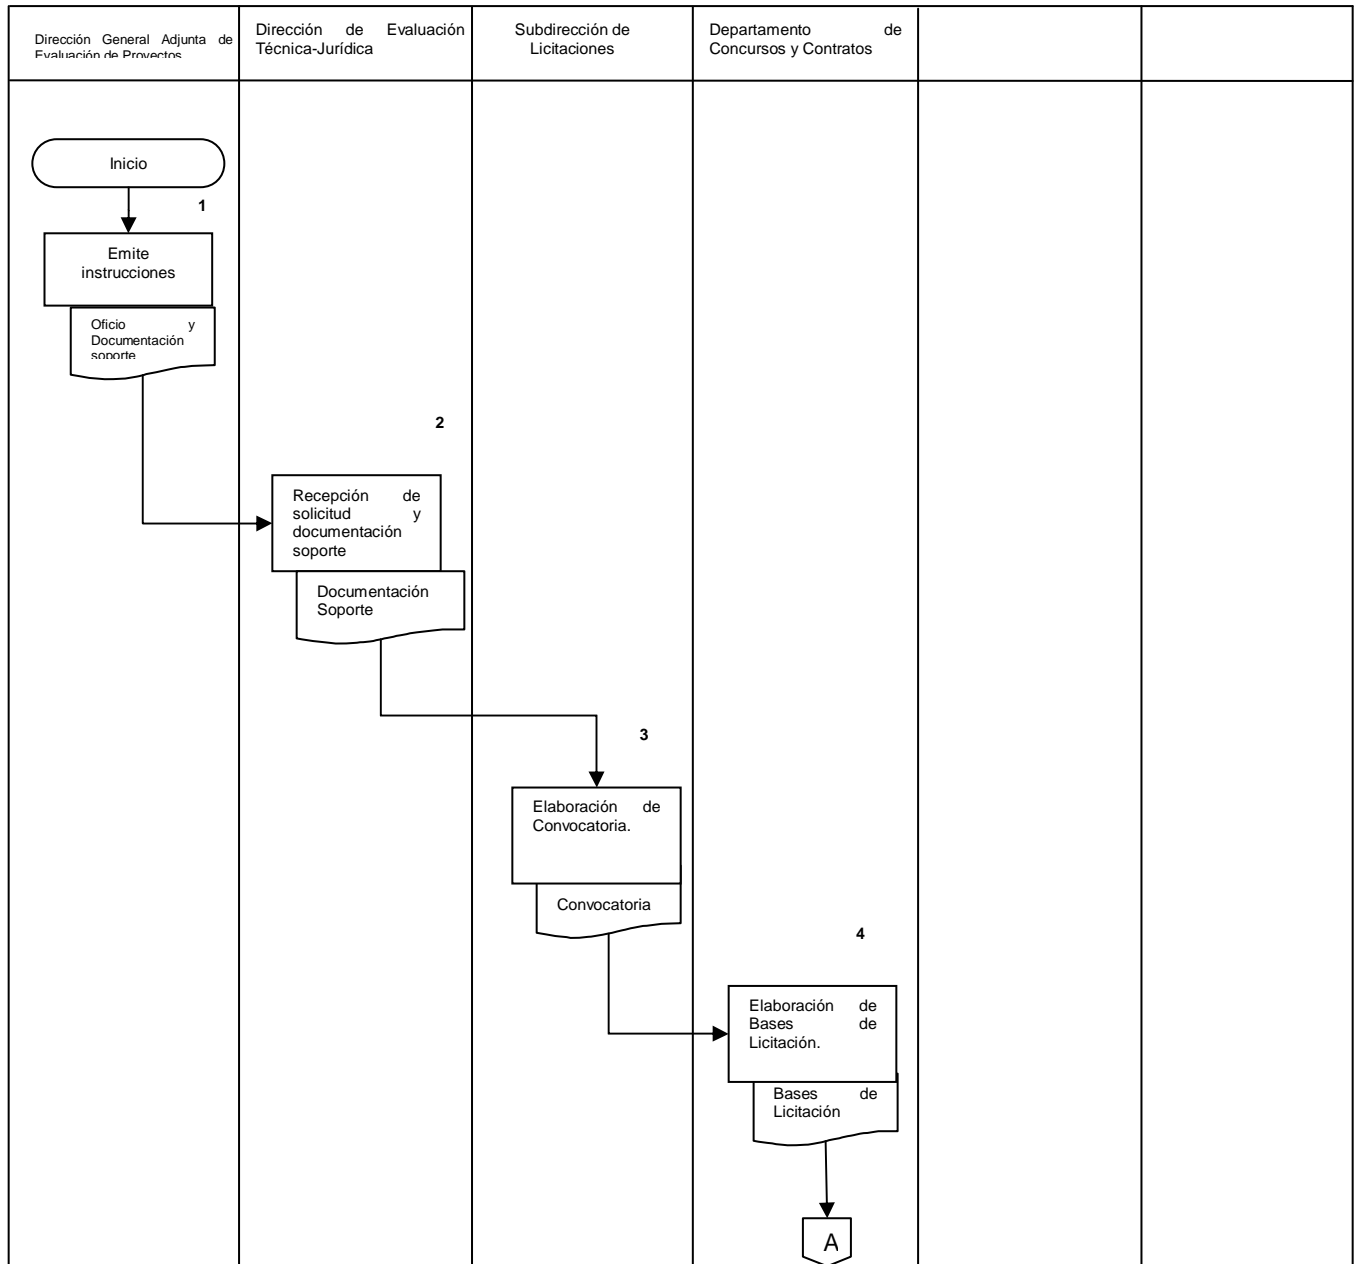 Dirección General Adjunta de
Evaluación de Proyectos
Dirección de Evaluación
Técnica-Jurídica
Subdirección de
Licitaciones
Departamento de
Concursos y Contratos
Inicio
1
Emite
instrucciones
Oficio y
Documentación
soporte
2
Recepción de
solicitud y
documentación
soporte
Documentación
Soporte
3
Elaboración de
Convocatoria.
Convocatoria
4
Elaboración de
Bases de
Licitación.
Bases de
Licitación
A